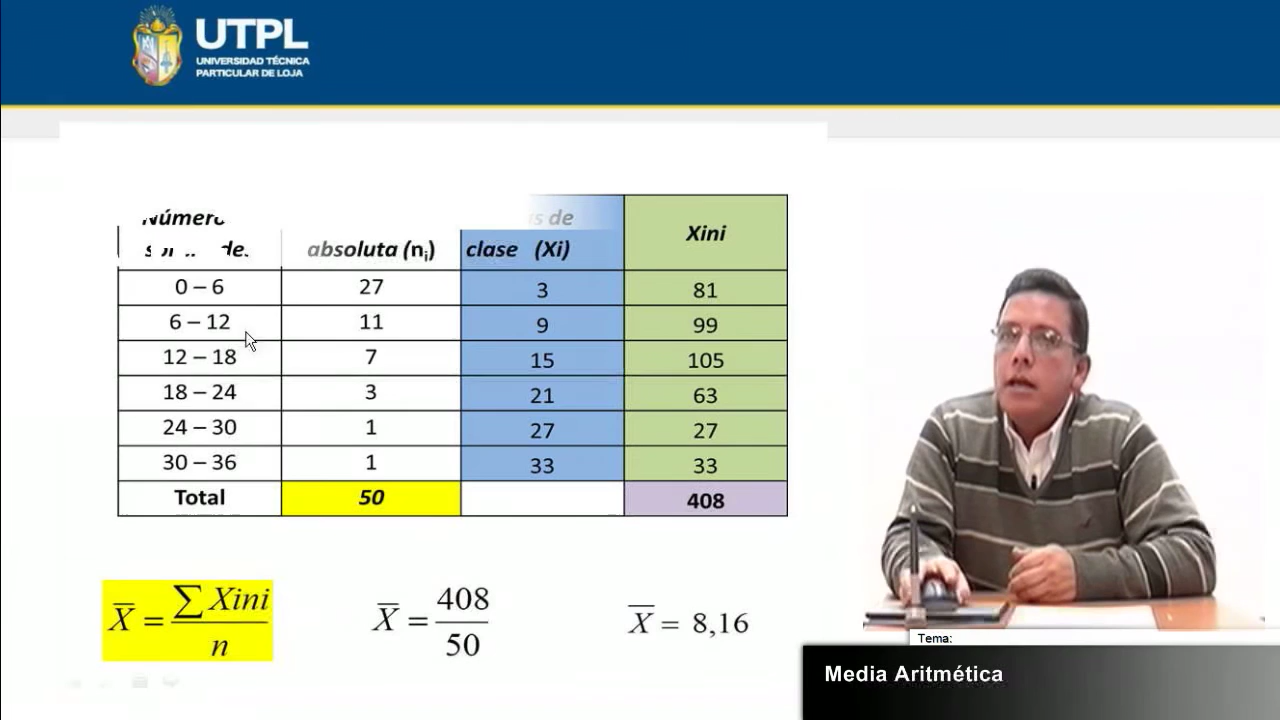 UTPL
UNIVERSIDAD TÉCNICA
PARTICULAR DE LOJA
absoluta (ni)
de
clase (Xi)
Xini
0 – 6 27 3 81
6 – 12 11 9 99
12 – 18 7 15 105
18 – 24 3 21 63
24 – 30 1 27 27
30 – 36 1 33 33
Total 50 408
X̄ = ∑ Xini / n
X̄ = 408 / 50
X̄ = 8,16
Tema:
Media Aritmética